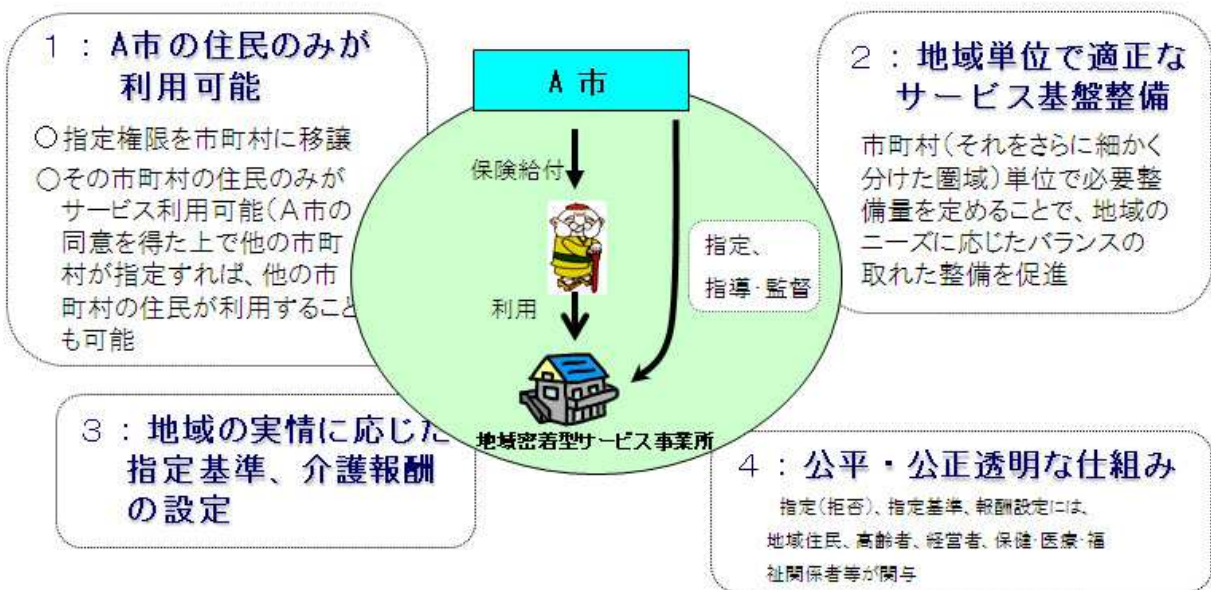 １：A市の住民のみが
利用可能
○指定権限を市町村に移譲
○その市町村の住民のみが
サービス利用可能（A市の
同意を得た上で他の市町
村が指定すれば、他の市
町村の住民が利用すること
も可能
A 市
保険給付
利用
指定、
指導・監督
地域密着型サービス事業所
２：地域単位で適正な
サービス基盤整備
市町村（それをさらに細かく
分けた圏域）単位で必要整
備量を定めることで、地域の
ニーズに応じたバランスの
取れた整備を促進
３：地域の実情に応じた
指定基準、介護報酬
の設定
４：公平・公正透明な仕組み
指定（拒否）、指定基準、報酬設定には、
地域住民、高齢者、経営者、保健・医療・福
祉関係者等が関与